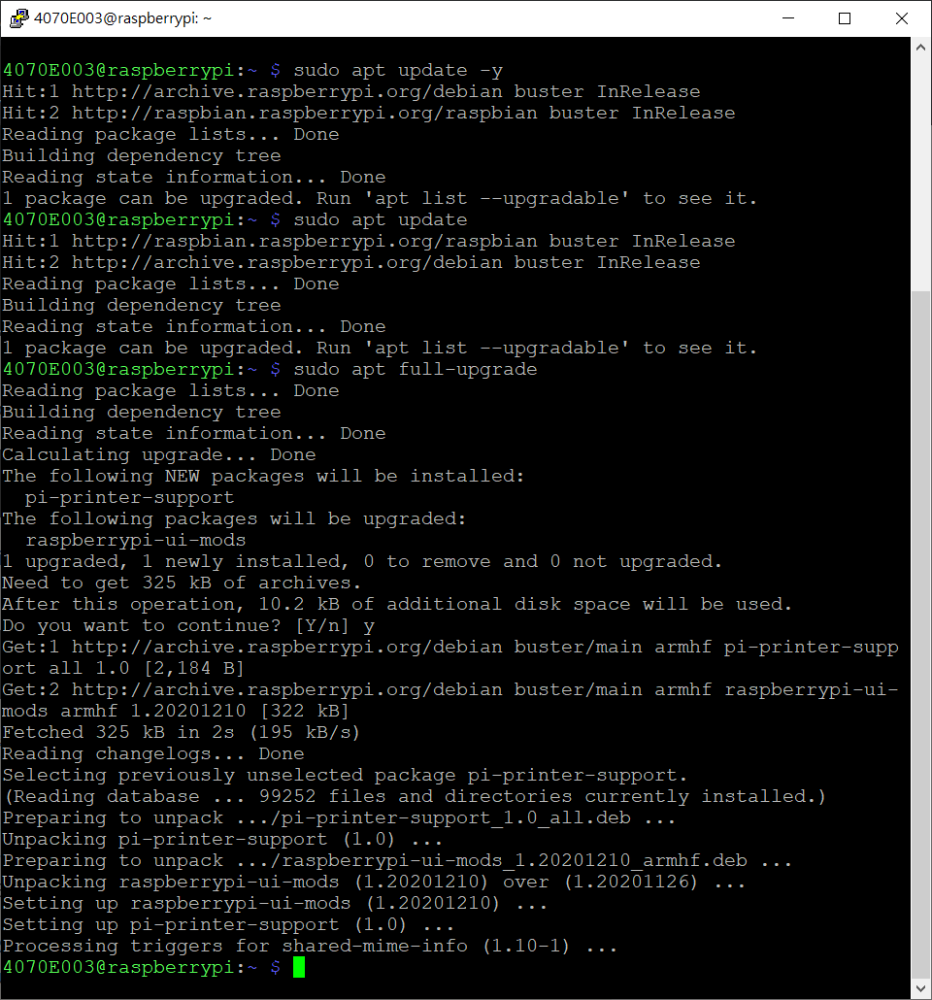 4070E003@raspberrypi: ~
4070E003@raspberrypi:~ $ sudo apt update -y
Hit:1 http://archive.raspberrypi.org/debian buster InRelease
Hit:2 http://raspbian.raspberrypi.org/raspbian buster InRelease
Reading package lists... Done
Building dependency tree
Reading state information... Done
1 package can be upgraded. Run 'apt list --upgradable' to see it.
4070E003@raspberrypi:~ $ sudo apt update
Hit:1 http://raspbian.raspberrypi.org/raspbian buster InRelease
Hit:2 http://archive.raspberrypi.org/debian buster InRelease
Reading package lists... Done
Building dependency tree
Reading state information... Done
1 package can be upgraded. Run 'apt list --upgradable' to see it.
4070E003@raspberrypi:~ $ sudo apt full-upgrade
Reading package lists... Done
Building dependency tree
Reading state information... Done
Calculating upgrade... Done
The following NEW packages will be installed:
  pi-printer-support
The following packages will be upgraded:
  raspberrypi-ui-mods
1 upgraded, 1 newly installed, 0 to remove and 0 not upgraded.
Need to get 325 kB of archives.
After this operation, 10.2 kB of additional disk space will be used.
Do you want to continue? [Y/n] y
Get:1 http://archive.raspberrypi.org/debian buster/main armhf pi-printer-supp
ort all 1.0 [2,184 B]
Get:2 http://archive.raspberrypi.org/debian buster/main armhf raspberrypi-ui-
mods armhf 1.20201210 [322 kB]
Fetched 325 kB in 2s (195 kB/s)
Reading changelogs... Done
Selecting previously unselected package pi-printer-support.
(Reading database ... 99252 files and directories currently installed.)
Preparing to unpack .../pi-printer-support_1.0_all.deb ...
Unpacking pi-printer-support (1.0) ...
Preparing to unpack .../raspberrypi-ui-mods_1.20201210_armhf.deb ...
Unpacking raspberrypi-ui-mods (1.20201210) over (1.20201126) ...
Setting up raspberrypi-ui-mods (1.20201210) ...
Setting up pi-printer-support (1.0) ...
Processing triggers for shared-mime-info (1.10-1) ...
4070E003@raspberrypi:~ $